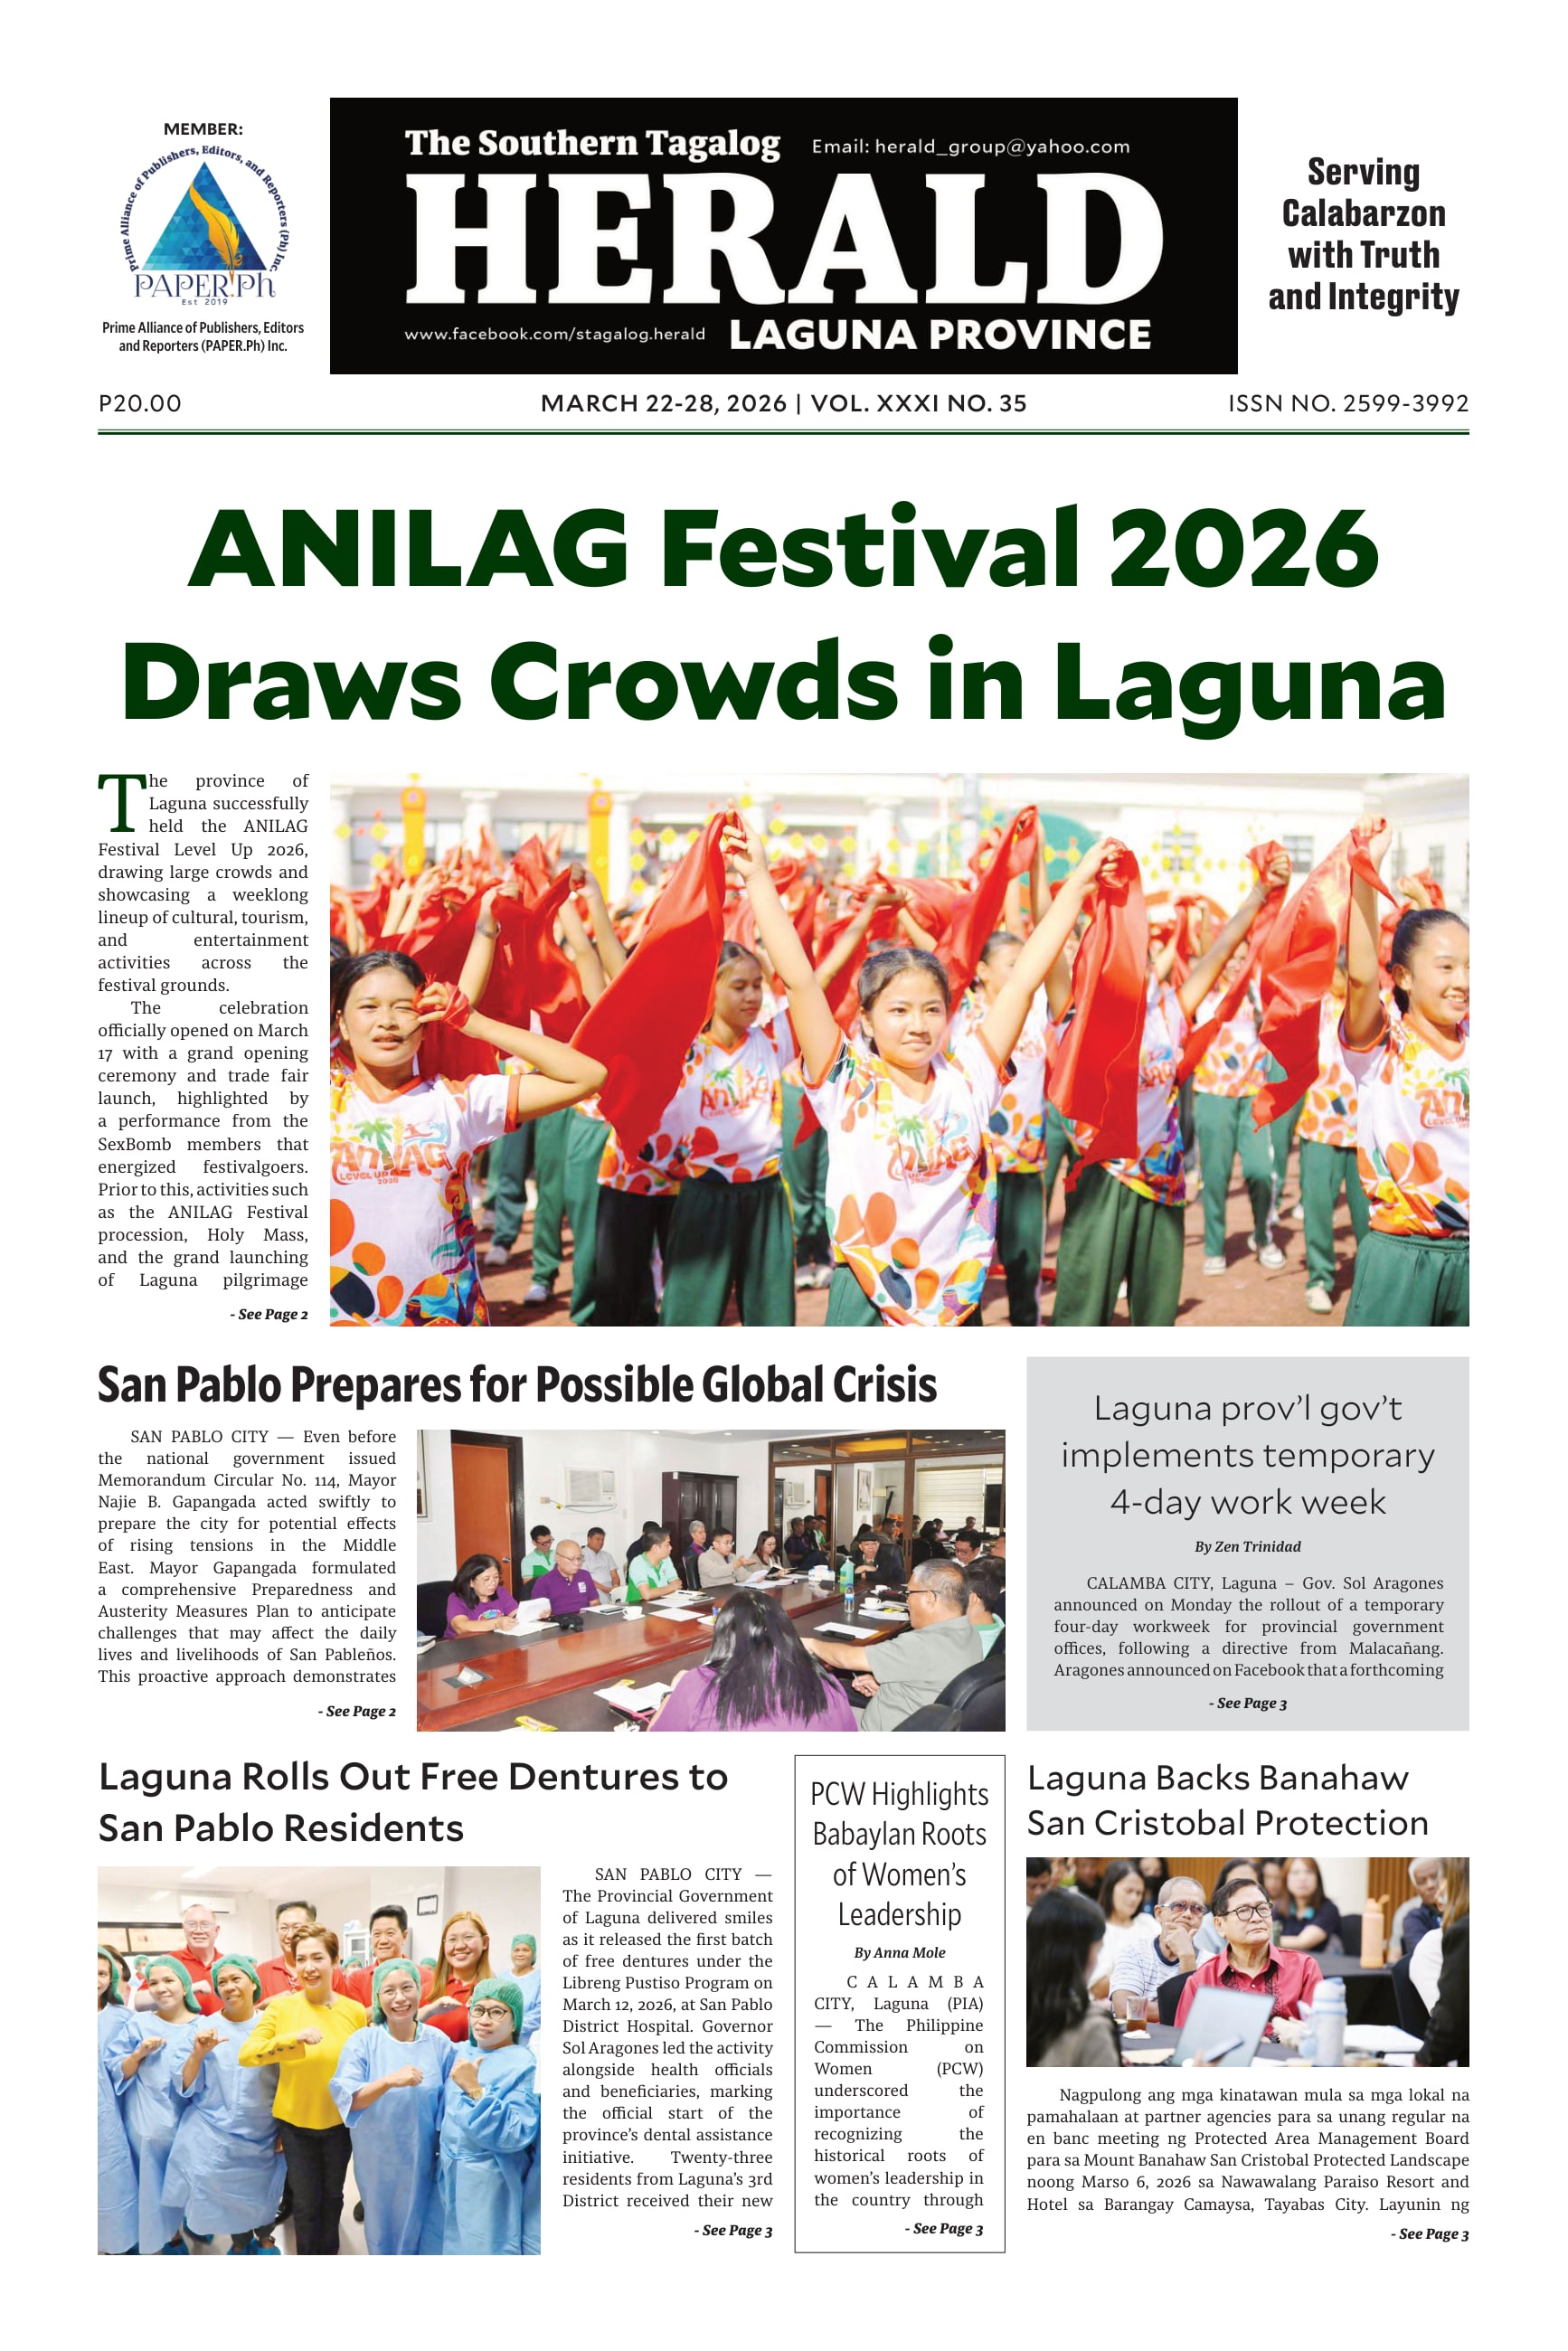 MEMBER:
Prime Alliance of Publishers, Editors, and Reporters (Ph) Inc.
PAPER.Ph
Est 2019
Prime Alliance of Publishers, Editors
and Reporters (PAPER.Ph) Inc.
The Southern Tagalog
Email: herald_group@yahoo.com
HERALD
www.facebook.com/stagalog.herald
LAGUNA PROVINCE
Serving
Calabarzon
with Truth
and Integrity
P20.00
MARCH 22-28, 2026 | VOL. XXXI NO. 35
ISSN NO. 2599-3992
ANILAG Festival 2026
Draws Crowds in Laguna
The province of
Laguna successfully
held the ANILAG
Festival Level Up 2026,
drawing large crowds and
showcasing a weeklong
lineup of cultural, tourism,
and entertainment
activities across the
festival grounds.
The celebration
officially opened on March
17 with a grand opening
ceremony and trade fair
launch, highlighted by
a performance from the
SexBomb members that
energized festivalgoers.
Prior to this, activities such
as the ANILAG Festival
procession, Holy Mass,
and the grand launching
of Laguna pilgrimage
- See Page 2
ANILAG
LEVEL UP
2026
San Pablo Prepares for Possible Global Crisis
SAN PABLO CITY — Even before
the national government issued
Memorandum Circular No. 114, Mayor
Najie B. Gapangada acted swiftly to
prepare the city for potential effects
of rising tensions in the Middle
East. Mayor Gapangada formulated
a comprehensive Preparedness and
Austerity Measures Plan to anticipate
challenges that may affect the daily
lives and livelihoods of San Pableños.
This proactive approach demonstrates
- See Page 2
Laguna prov’l gov’t
implements temporary
4-day work week
By Zen Trinidad
CALAMBA CITY, Laguna – Gov. Sol Aragones
announced on Monday the rollout of a temporary
four-day workweek for provincial government
offices, following a directive from Malacañang.
Aragones announced on Facebook that a forthcoming
- See Page 3
Laguna Rolls Out Free Dentures to
San Pablo Residents
SAN PABLO CITY —
The Provincial Government
of Laguna delivered smiles
as it released the first batch
of free dentures under the
Libreng Pustiso Program on
March 12, 2026, at San Pablo
District Hospital. Governor
Sol Aragones led the activity
alongside health officials
and beneficiaries, marking
the official start of the
province’s dental assistance
initiative. Twenty-three
residents from Laguna’s 3rd
District received their new
- See Page 3
PCW Highlights
Babaylan Roots
of Women’s
Leadership
By Anna Mole
CALAMBA
CITY, Laguna (PIA)
— The Philippine
Commission on
Women (PCW)
underscored the
importance of
recognizing the
historical roots of
women’s leadership in
the country through
- See Page 3
Laguna Backs Banahaw
San Cristobal Protection
Nagpulong ang mga kinatawan mula sa mga lokal na
pamahalaan at partner agencies para sa unang regular na
en banc meeting ng Protected Area Management Board
para sa Mount Banahaw San Cristobal Protected Landscape
noong Marso 6, 2026 sa Nawawalang Paraiso Resort and
Hotel sa Barangay Camaysa, Tayabas City. Layunin ng
- See Page 3